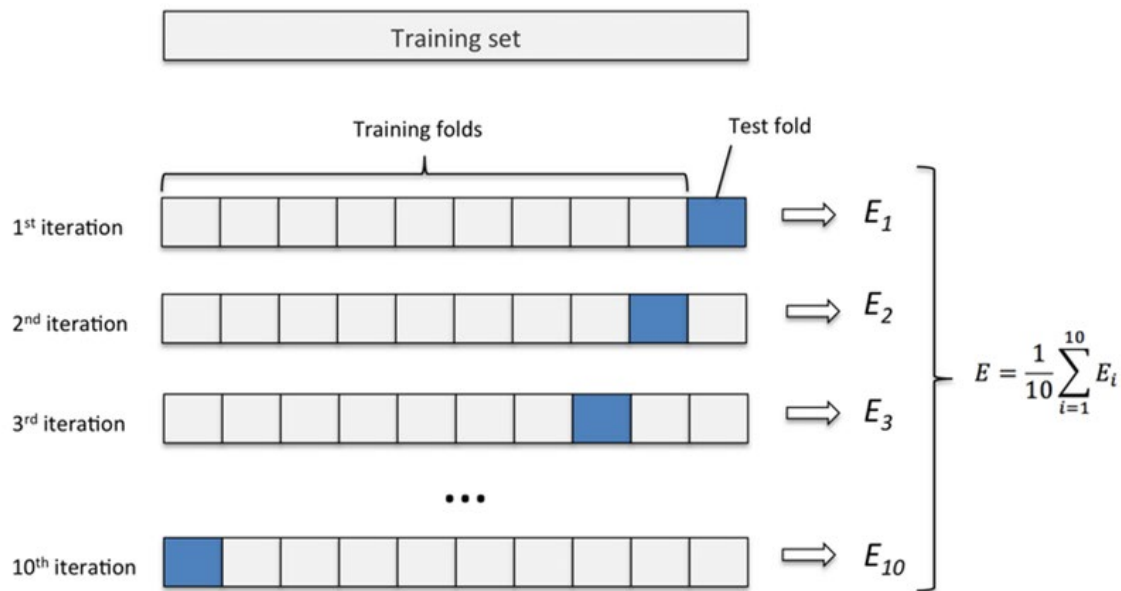 Training set
Training folds
Test fold
1st iteration
E1
2nd iteration
E2
3rd iteration
E3
...
10th iteration
E10
E = 1/10 ∑_{i=1}^{10} E_i